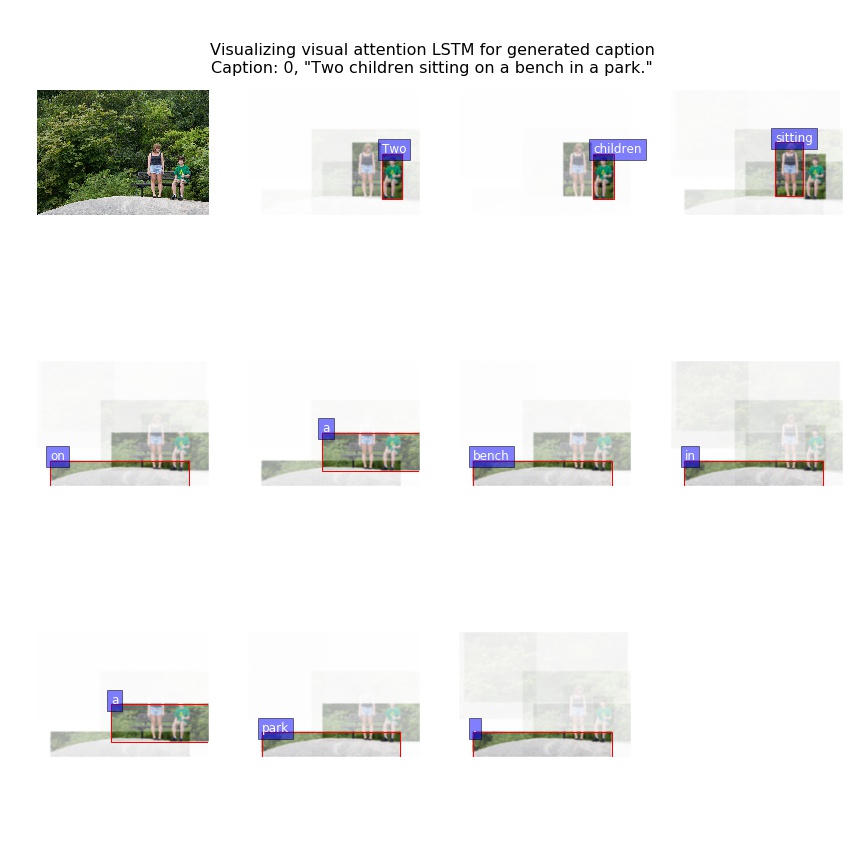 Visualizing visual attention LSTM for generated caption
Caption: 0, "Two children sitting on a bench in a park."
Two
children
sitting
on
a
bench
in
a
park
.